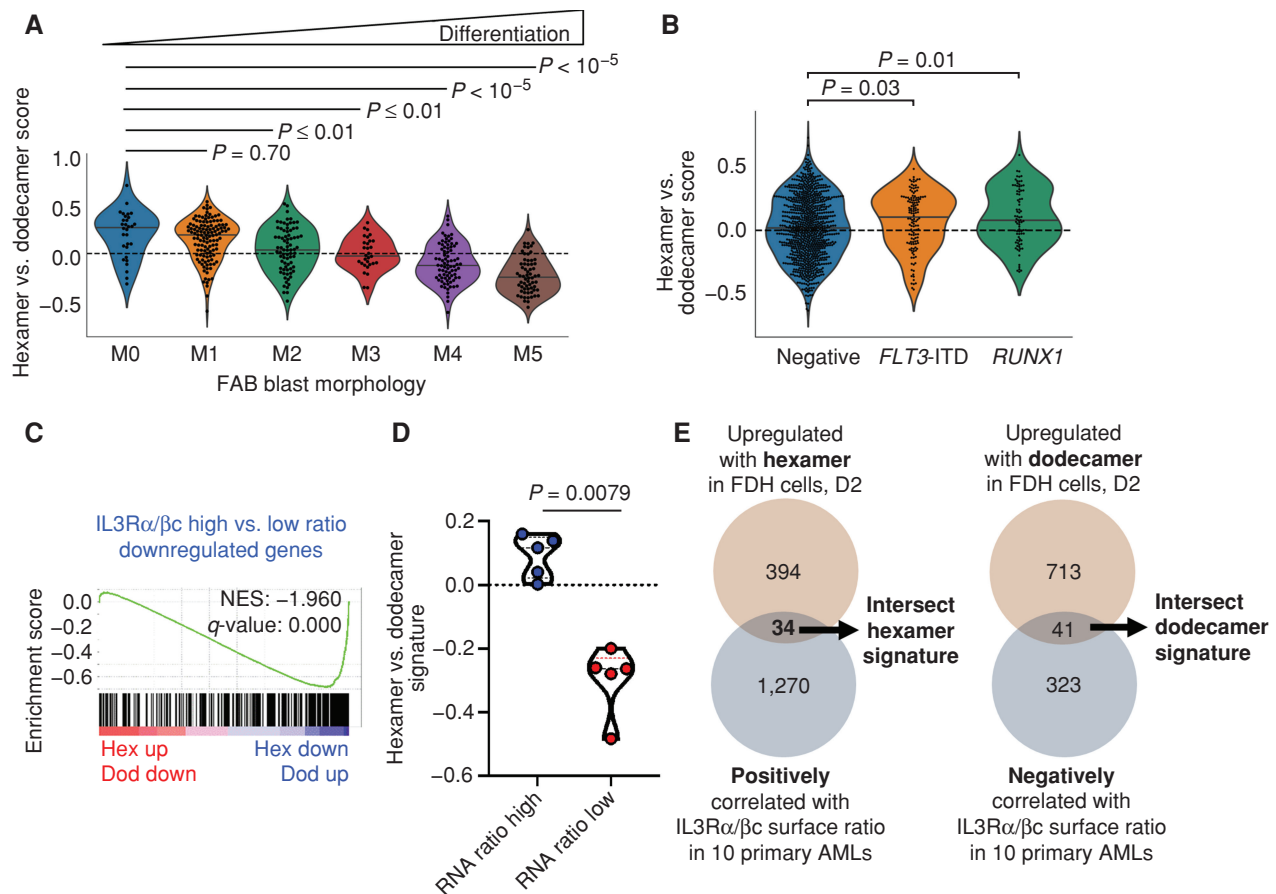 A
Differentiation
P < 10⁻⁵
P < 10⁻⁵
P ≤ 0.01
P ≤ 0.01
P = 0.70
Hexamer vs. dodecamer score
1.0
0.5
0.0
−0.5
M0 M1 M2 M3 M4 M5
FAB blast morphology
B
P = 0.01
P = 0.03
Hexamer vs.
dodecamer score
0.5
0.0
−0.5
Negative FLT3-ITD RUNX1
C
IL3Rα/βc high vs. low ratio
downregulated genes
Enrichment score
0.0
−0.2
−0.4
−0.6
NES: −1.960
q-value: 0.000
Hex up Hex down
Dod down Dod up
D
P = 0.0079
Hexamer vs. dodecamer
signature
0.2
0.0
−0.2
−0.4
−0.6
RNA ratio high
RNA ratio low
E
Upregulated
with hexamer
in FDH cells, D2
394
34
1,270
Intersect
hexamer
signature
Positively
correlated with
IL3Rα/βc surface ratio
in 10 primary AMLs
Upregulated
with dodecamer
in FDH cells, D2
713
41
323
Intersect
dodecamer
signature
Negatively
correlated with
IL3Rα/βc surface ratio
in 10 primary AMLs